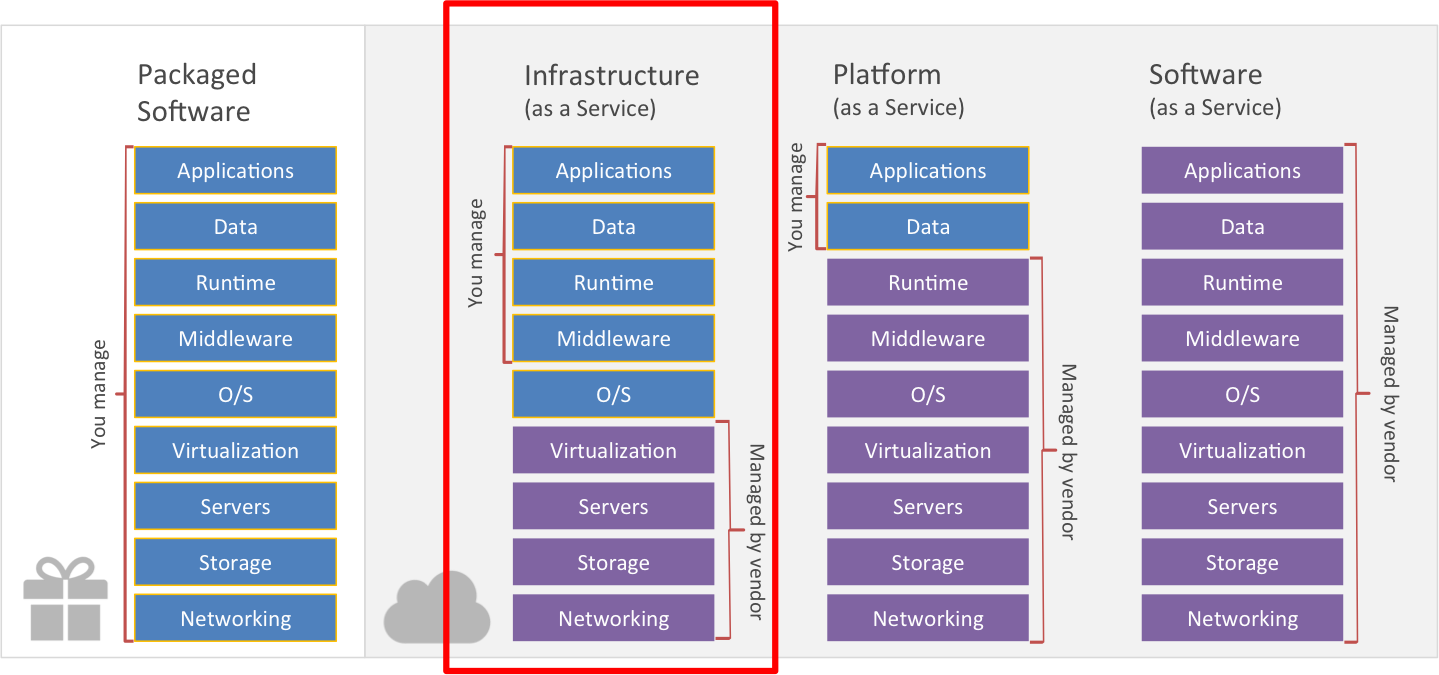 Packaged
Software
You manage
Applications
Data
Runtime
Middleware
O/S
Virtualization
Servers
Storage
Networking
Infrastructure
(as a Service)
You manage
Applications
Data
Runtime
Middleware
O/S
Virtualization
Servers
Storage
Networking
Managed by vendor
Platform
(as a Service)
You manage
Applications
Data
Runtime
Middleware
O/S
Virtualization
Servers
Storage
Networking
Managed by vendor
Software
(as a Service)
Applications
Data
Runtime
Middleware
O/S
Virtualization
Servers
Storage
Networking
Managed by vendor